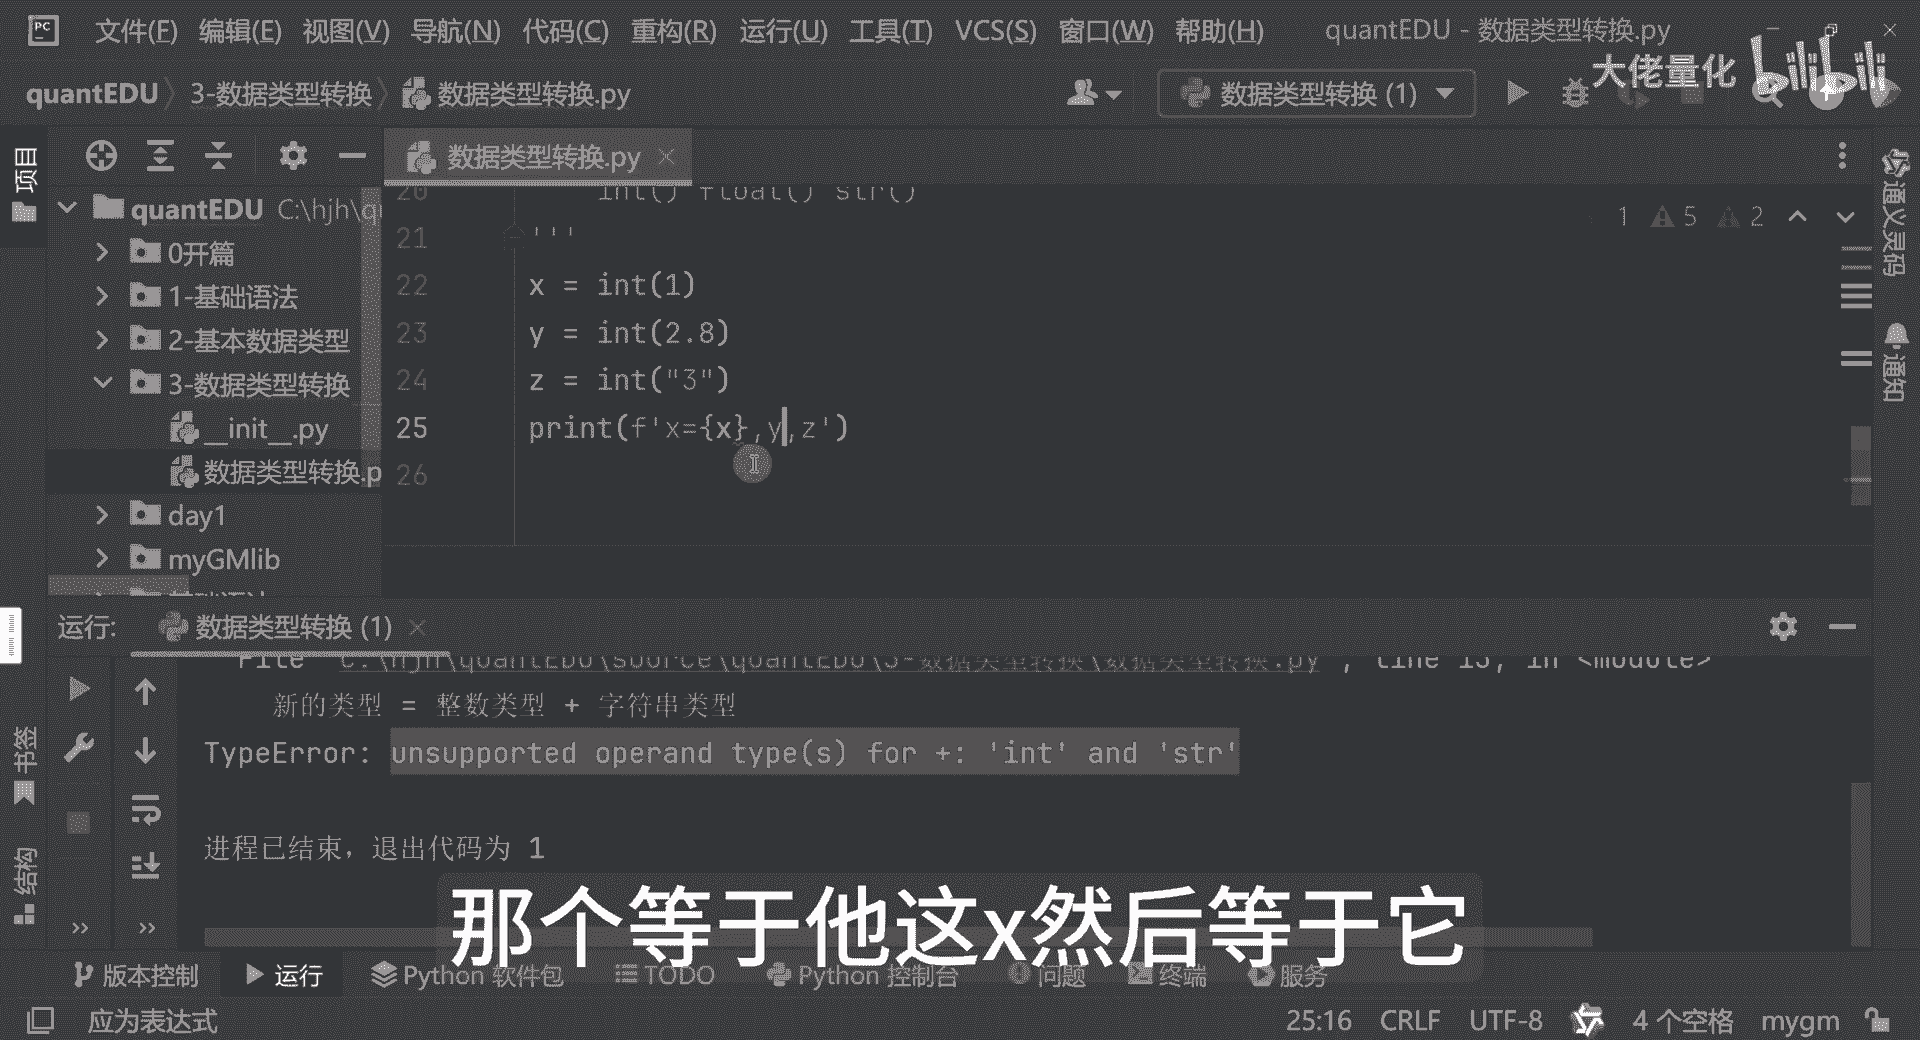 文件(F) 编辑(E) 视图(V) 导航(N) 代码(C) 重构(R) 运行(U) 工具(T) VCS(S) 窗口(W) 帮助(H) quantEDU - 数据类型转换.py
大佬量化 bilibili
quantEDU 3-数据类型转换 数据类型转换.py 数据类型转换 (1)
项目
数据类型转换.py
quantEDU C:\hjh\q
0开篇
1-基础语法
2-基本数据类型
3-数据类型转换
__init__.py
数据类型转换.p
day1
myGMlib
20 int() float() str()
21 '''
22 x = int(1)
23 y = int(2.8)
24 z = int("3")
25 print(f'x={x},y,z')
26
1 5 2
通义灵码
通知
运行: 数据类型转换 (1)
File "C:\hjh\quantEDU\source\quantEDU\3-数据类型转换\数据类型转换.py", line 13, in <module>
新的类型 = 整数类型 + 字符串类型
TypeError: unsupported operand type(s) for +: 'int' and 'str'
进程已结束，退出代码为 1
书签
结构
那个等于他这x然后等于它
版本控制 运行 Python 软件包 TODO Python 控制台 问题 终端 服务
应为表达式 25:16 CRLF UTF-8 4 个空格 mygm